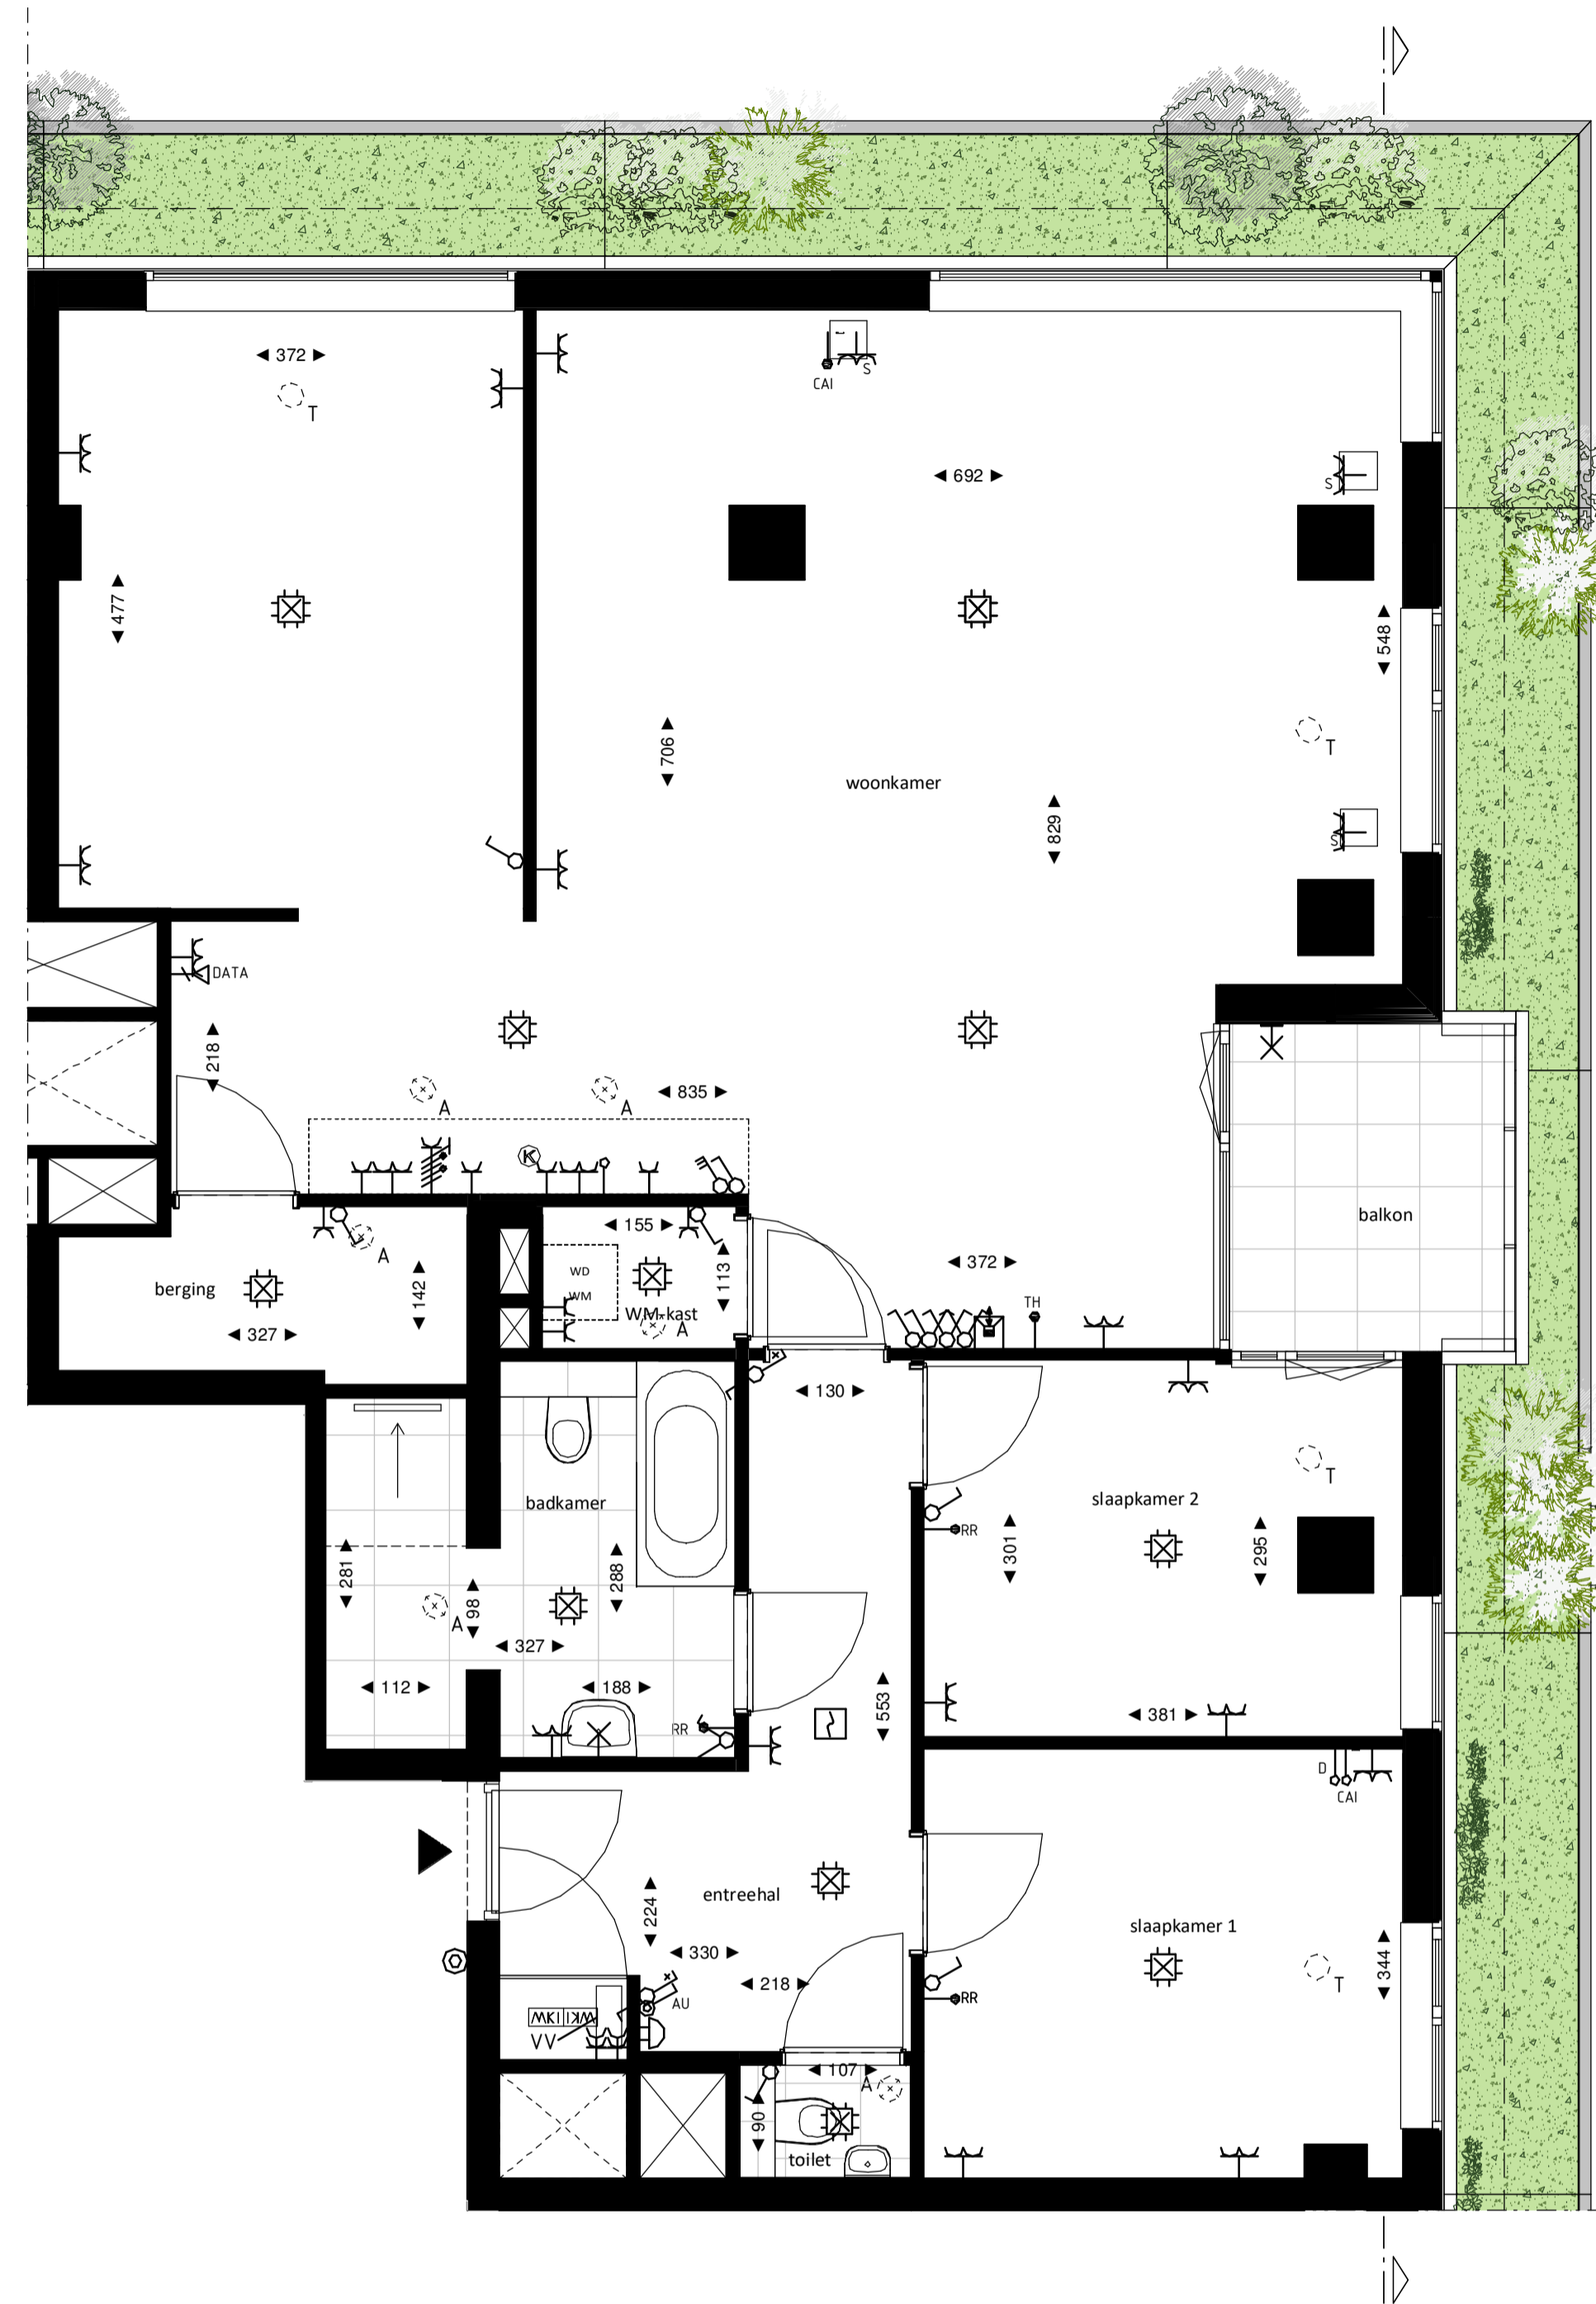 372
T
CAI
S
692
S
477
548
706
T
woonkamer
829
S
DATA
218
835
A
A
K
balkon
155
A
WD
372
113
berging
142
WM
TH
WM-kast
327
A
130
badkamer
slaapkamer 2
T
RR
301
295
281
288
98
A
327
112
188
553
381
RR
D
CAI
entreehal
224
slaapkamer 1
330
344
218
T
AU
RR
WKI WKI
VV
107
A
90
toilet